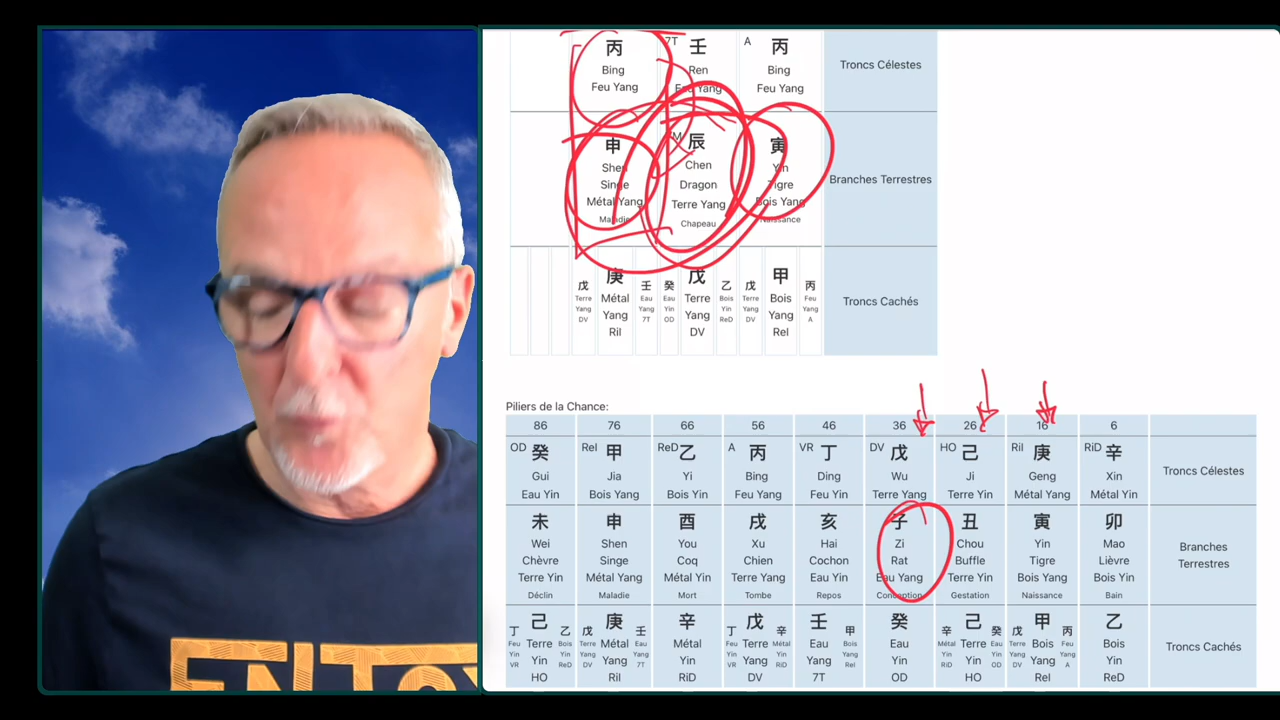 丙 7T 壬 A 丙
Bing Ren Bing Troncs Célestes
Feu Yang Eau Yang Feu Yang
申 M 辰 寅
Shen Chen Yin
Singe Dragon Tigre Branches Terrestres
Métal Yang Terre Yang Bois Yang
Maladie Chapeau Naissance
戊 庚 壬 癸 戊 乙 戊 甲 丙
Terre Métal Eau Eau Terre Bois Terre Bois Feu Troncs Cachés
Yang Yang Yang Yin Yang Yin Yang Yang Yang
DV Ril 7T OD DV ReD DV Rel A
Piliers de la Chance:
86 76 66 56 46 36 26 16 6
OD 癸 Rel 甲 ReD 乙 A 丙 VR 丁 DV 戊 HO 己 Ril 庚 RiD 辛
Gui Jia Yi Bing Ding Wu Ji Geng Xin Troncs Célestes
Eau Yin Bois Yang Bois Yin Feu Yang Feu Yin Terre Yang Terre Yin Métal Yang Métal Yin
未 申 酉 戌 亥 子 丑 寅 卯
Wei Shen You Xu Hai Zi Chou Yin Mao Branches
Chèvre Singe Coq Chien Cochon Rat Buffle Tigre Lièvre Terrestres
Terre Yin Métal Yang Métal Yin Terre Yang Eau Yin Eau Yang Terre Yin Bois Yang Bois Yin
Déclin Maladie Mort Tombe Repos Conception Gestation Naissance Bain
丁 己 乙 戊 庚 壬 辛 丁 戊 辛 壬 甲 癸 辛 己 癸 戊 甲 丙 乙
Feu Terre Bois Terre Métal Eau Métal Feu Terre Métal Eau Bois Eau Métal Terre Eau Terre Bois Feu Bois Troncs Cachés
Yin Yin Yin Yang Yang Yang Yin Yin Yang Yin Yang Yang Yin Yin Yin Yin Yang Yang Yang Yin
VR HO ReD DV Ril 7T RiD VR DV RiD 7T Rel OD RiD HO OD DV Rel A ReD